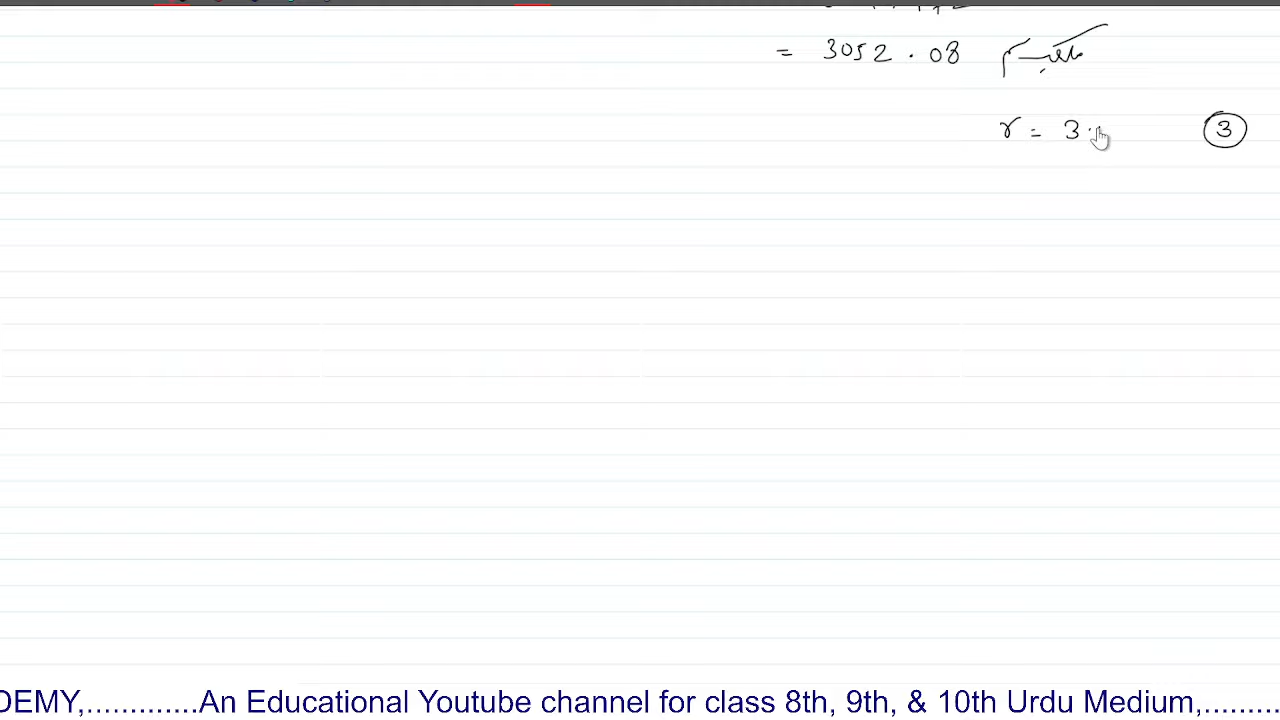 = 3052.08 مکعب سم
③ r = 3.
DEMY,.............An Educational Youtube channel for class 8th, 9th, & 10th Urdu Medium,.........